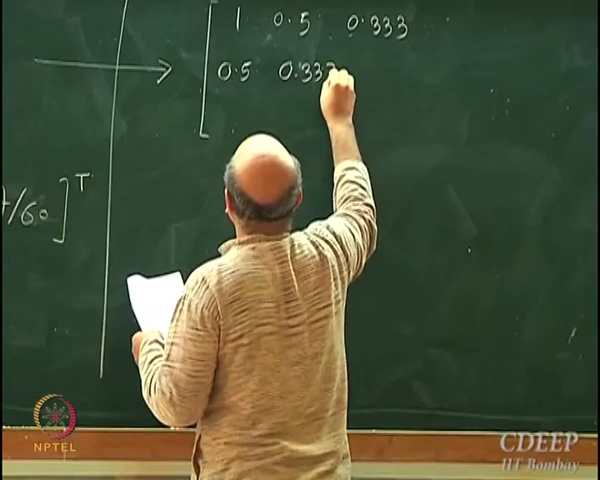 1 0.5 0.333
0.5 0.333
/60]ᵀ
NPTEL
CDEEP
IIT Bombay